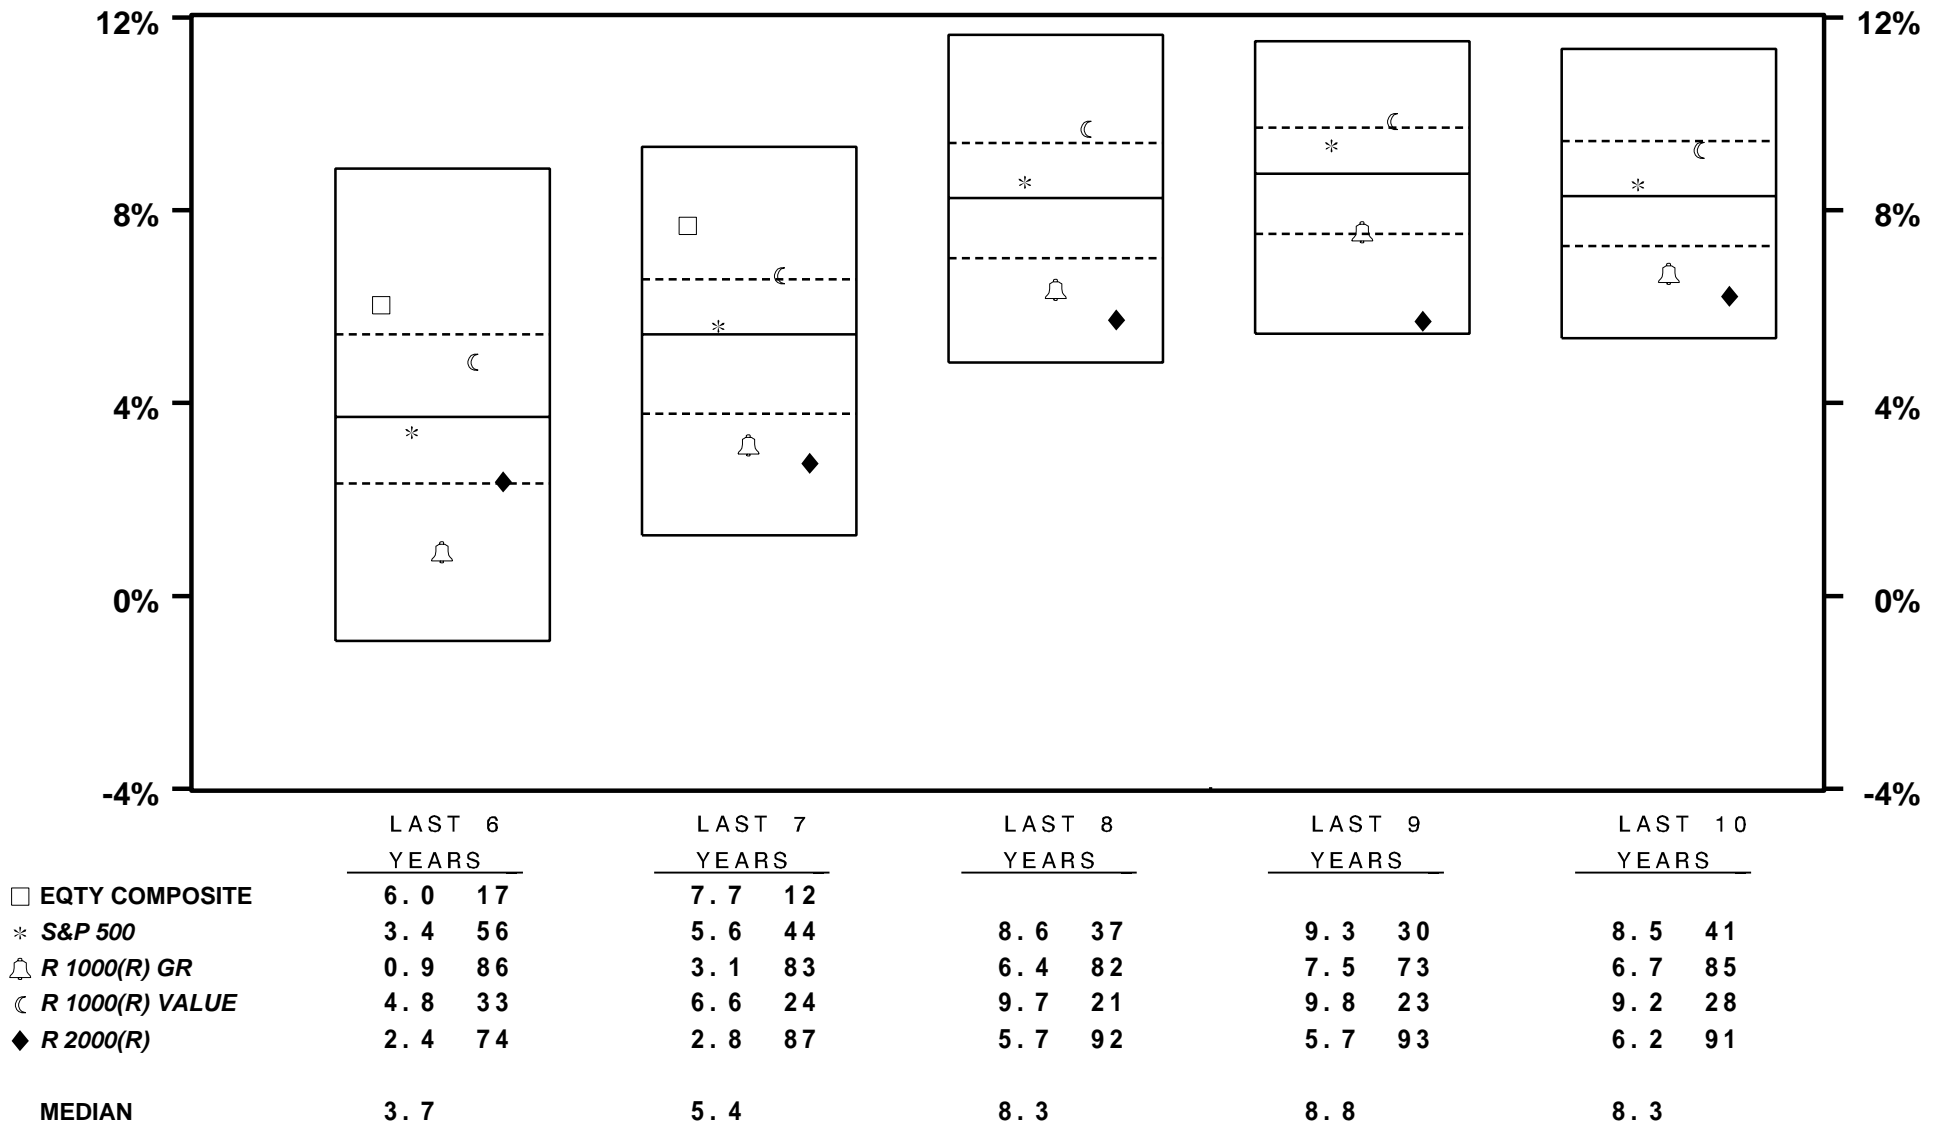 12% 12%
8% 8%
4% 4%
0% 0%
-4% -4%
LAST 6 LAST 7 LAST 8 LAST 9 LAST 10
YEARS YEARS YEARS YEARS YEARS
EQTY COMPOSITE 6.0 17 7.7 12
S&P 500 3.4 56 5.6 44 8.6 37 9.3 30 8.5 41
R 1000(R) GR 0.9 86 3.1 83 6.4 82 7.5 73 6.7 85
R 1000(R) VALUE 4.8 33 6.6 24 9.7 21 9.8 23 9.2 28
R 2000(R) 2.4 74 2.8 87 5.7 92 5.7 93 6.2 91
MEDIAN 3.7 5.4 8.3 8.8 8.3